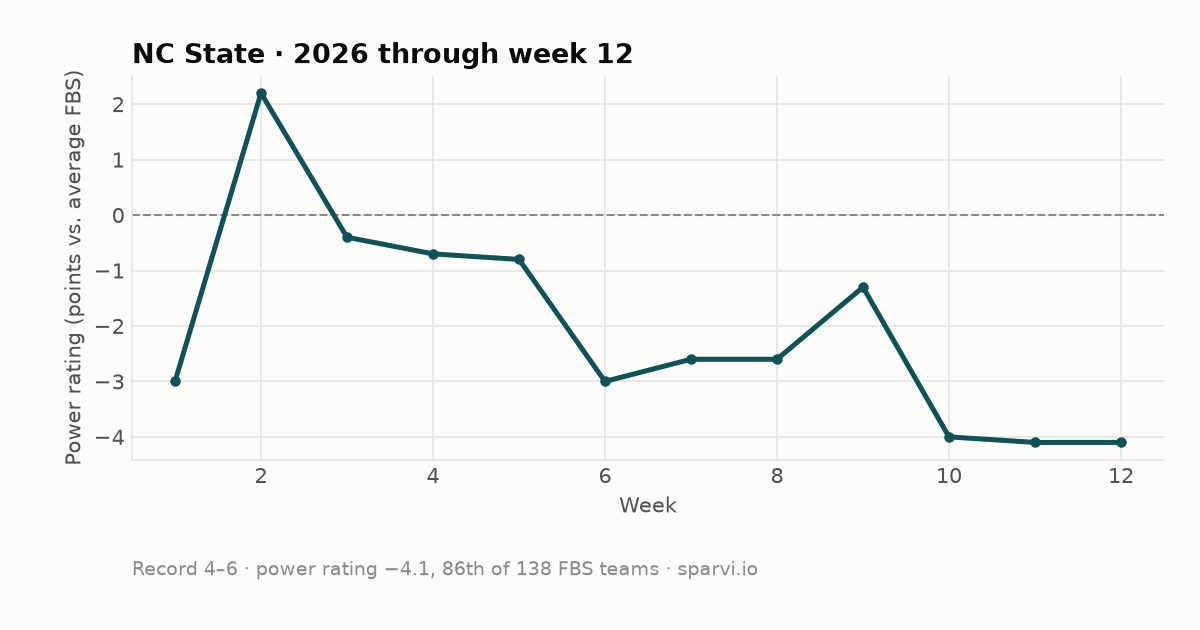 NC State · 2026 through week 12
Power rating (points vs. average FBS)
2
1
0
−1
−2
−3
−4
2 4 6 8 10 12
Week
Record 4–6 · power rating −4.1, 86th of 138 FBS teams · sparvi.io